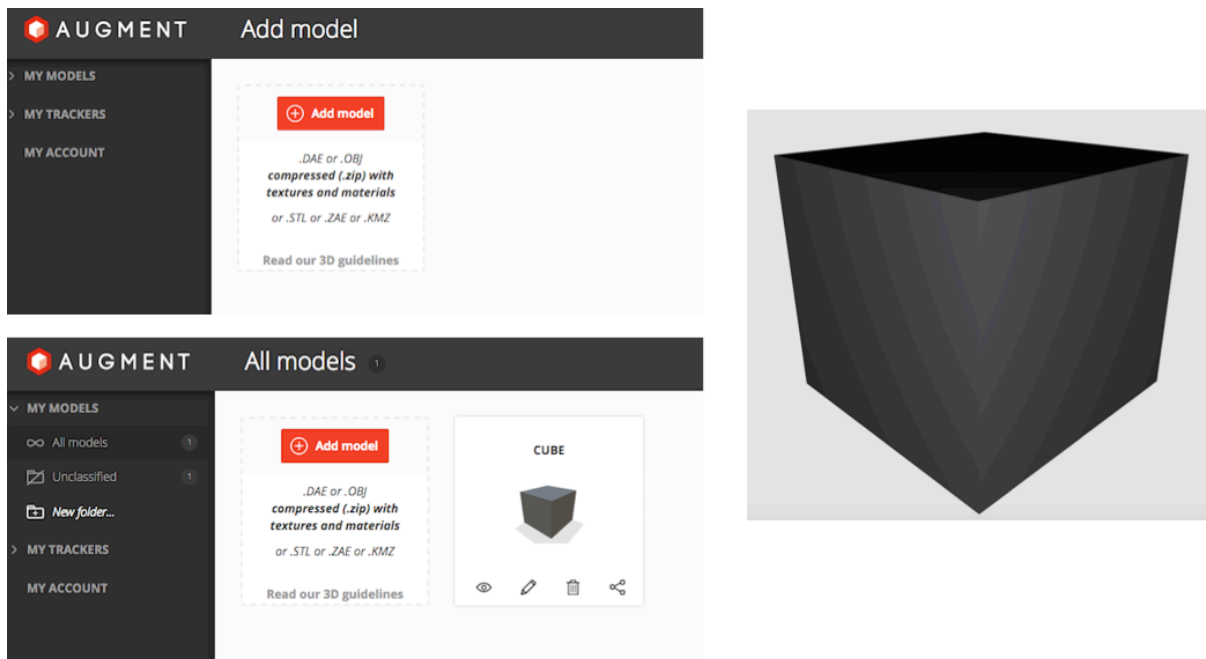 AUGMENT
Add model
MY MODELS
MY TRACKERS
MY ACCOUNT
Add model
.DAE or .OBJ
compressed (.zip) with
textures and materials
or .STL or .ZAE or .KMZ
Read our 3D guidelines
AUGMENT
All models 1
MY MODELS
All models 1
Unclassified 1
New folder...
MY TRACKERS
MY ACCOUNT
Add model
.DAE or .OBJ
compressed (.zip) with
textures and materials
or .STL or .ZAE or .KMZ
Read our 3D guidelines
CUBE